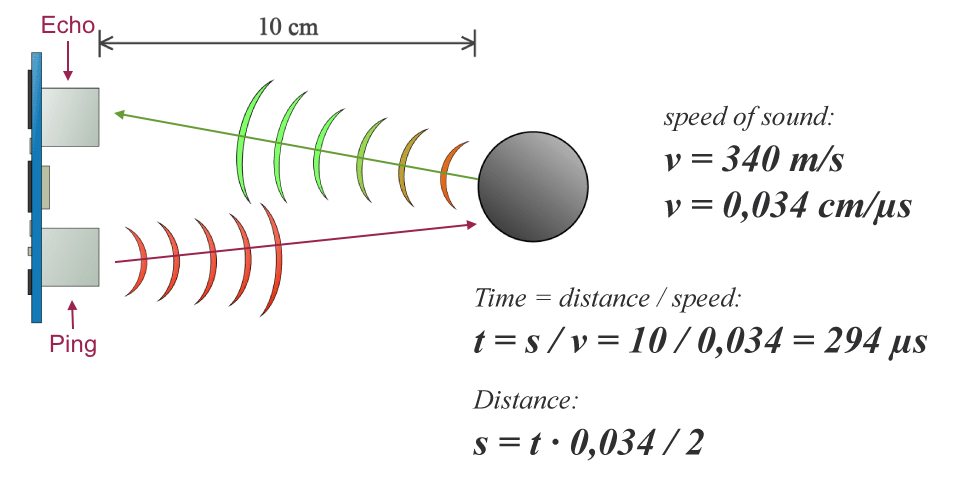 Echo
10 cm
speed of sound:
v = 340 m/s
v = 0,034 cm/μs
Time = distance / speed:
t = s / v = 10 / 0,034 = 294 μs
Ping
Distance:
s = t · 0,034 / 2